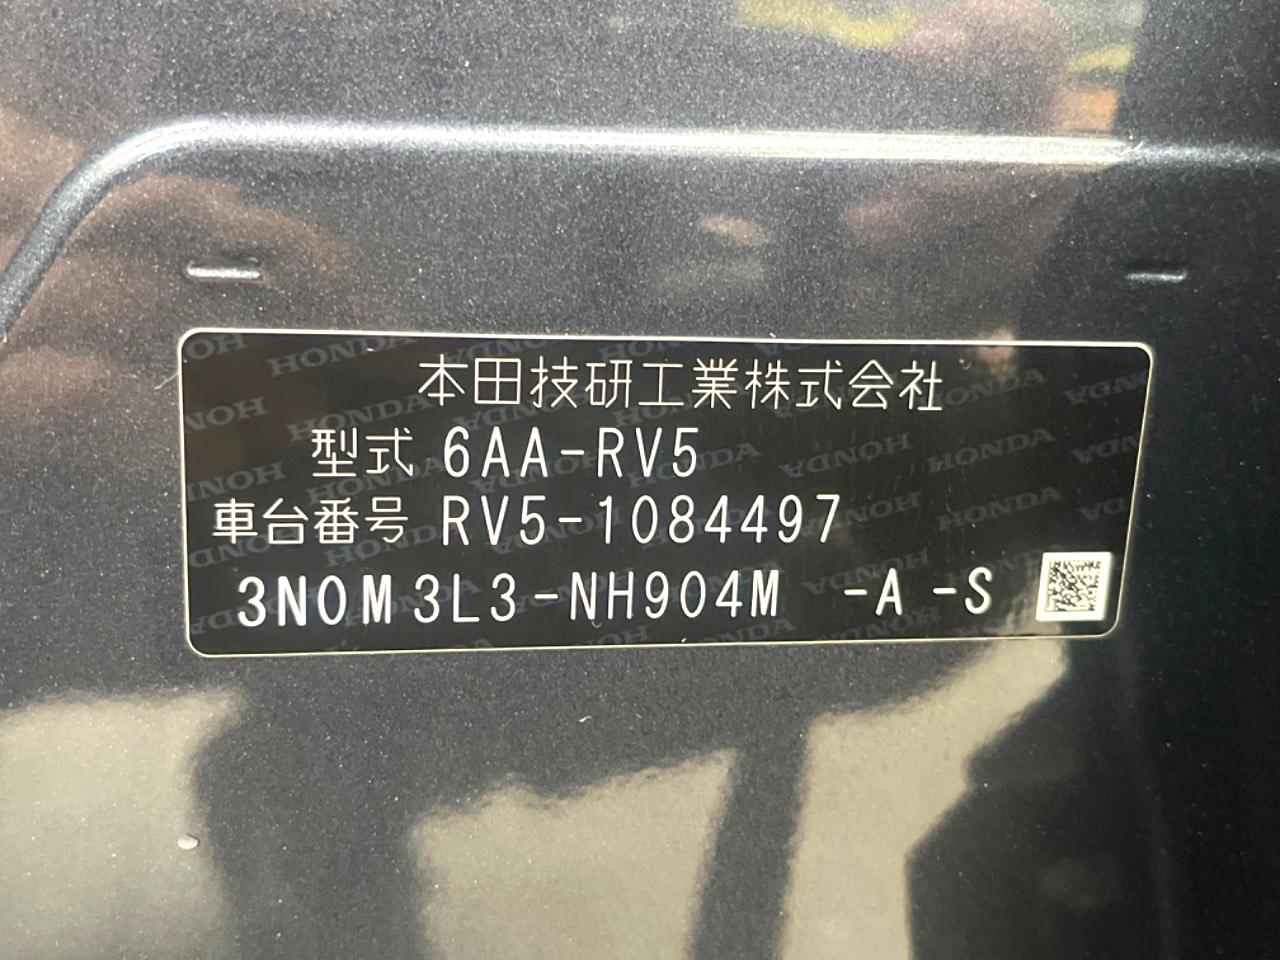 本田技研工業株式会社
型式 6AA-RV5
車台番号 RV5-1084497
3N0M3L3-NH904M -A -S